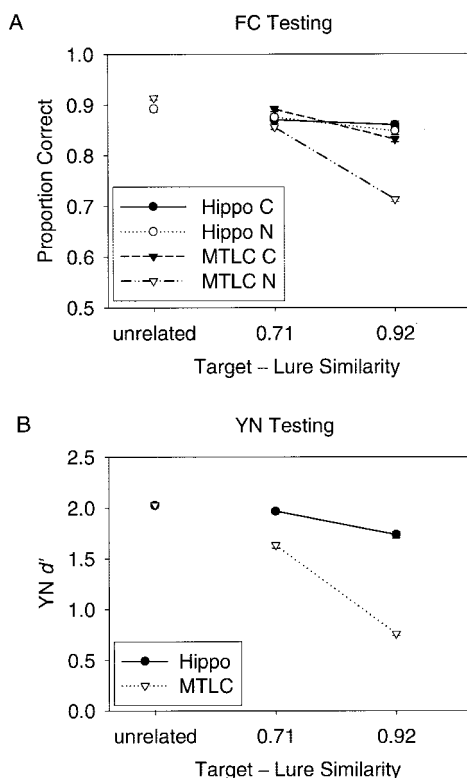 A
FC Testing
Proportion Correct
1.0
0.9
0.8
0.7
0.6
0.5
Hippo C
Hippo N
MTLC C
MTLC N
unrelated 0.71 0.92
Target – Lure Similarity
B
YN Testing
YN d'
2.5
2.0
1.5
1.0
0.5
0.0
Hippo
MTLC
unrelated 0.71 0.92
Target – Lure Similarity